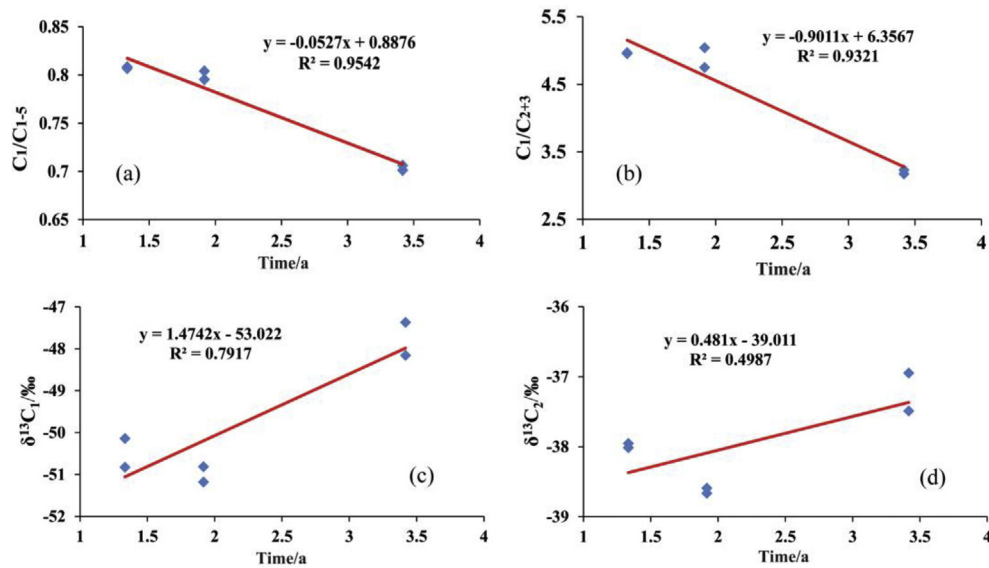 0.85
0.8
0.75
0.7
0.65
C₁/C₁₋₅
y = -0.0527x + 0.8876
R² = 0.9542
(a)
1 1.5 2 2.5 3 3.5 4
Time/a
5.5
4.5
3.5
2.5
C₁/C₂₊₃
y = -0.9011x + 6.3567
R² = 0.9321
(b)
1 1.5 2 2.5 3 3.5 4
Time/a
-47
-48
-49
-50
-51
-52
δ¹³C₁/‰
y = 1.4742x - 53.022
R² = 0.7917
(c)
1 1.5 2 2.5 3 3.5 4
Time/a
-36
-37
-38
-39
δ¹³C₂/‰
y = 0.481x - 39.011
R² = 0.4987
(d)
1 1.5 2 2.5 3 3.5 4
Time/a